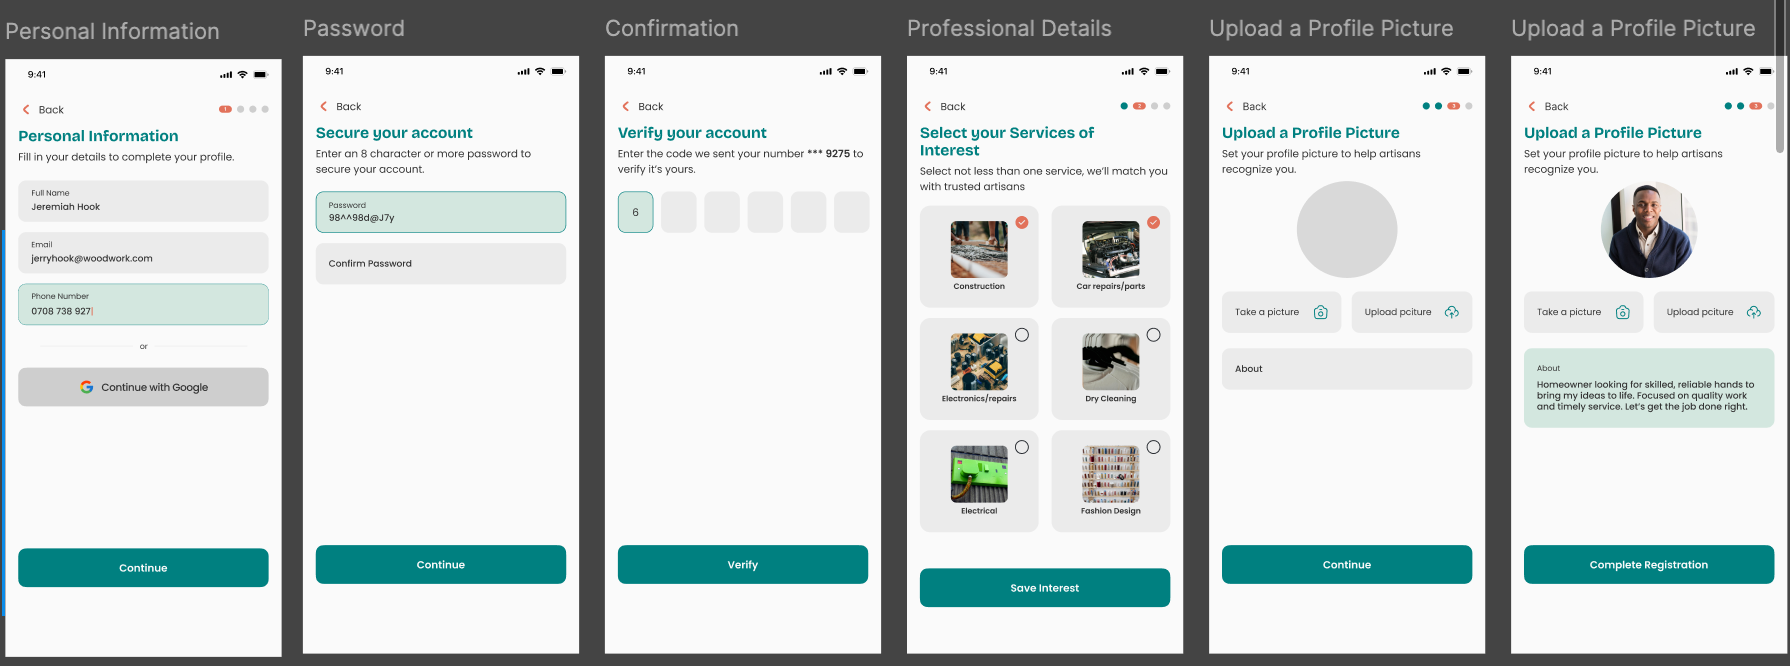 Personal Information
9:41
Back
1
Personal Information
Fill in your details to complete your profile.
Full Name
Jeremiah Hook
Email
jerryhook@woodwork.com
Phone Number
0708 738 927
or
Continue with Google
Continue
Password
9:41
Back
Secure your account
Enter an 8 character or more password to
secure your account.
Password
98^^98d@J7y
Confirm Password
Continue
Confirmation
9:41
Back
Verify your account
Enter the code we sent your number *** 9275 to
verify it's yours.
6
Verify
Professional Details
9:41
Back
2
Select your Services of
Interest
Select not less than one service, we'll match you
with trusted artisans
Construction
Car repairs/parts
Electronics/repairs
Dry Cleaning
Electrical
Fashion Design
Save Interest
Upload a Profile Picture
9:41
Back
3
Upload a Profile Picture
Set your profile picture to help artisans
recognize you.
Take a picture
Upload pciture
About
Continue
Upload a Profile Picture
9:41
Back
3
Upload a Profile Picture
Set your profile picture to help artisans
recognize you.
Take a picture
Upload pciture
About
Homeowner looking for skilled, reliable hands to
bring my ideas to life. Focused on quality work
and timely service. Let's get the job done right.
Complete Registration